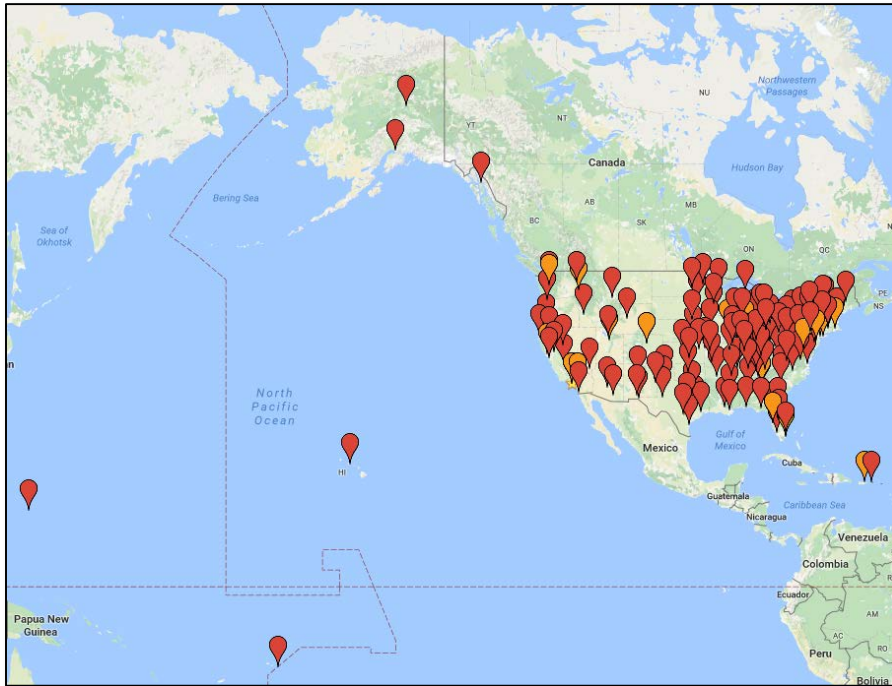 NU
Northwestern
Passages
YT
NT
Canada
Hudson Bay
Bering Sea
Sea of
Okhotsk
BC
AB
SK
MB
ON
QC
N
PE
NS
n
North
Pacific
Ocean
Gulf of
Mexico
Mexico
Cuba
HI
Guatemala
Caribbean Sea
Nicaragua
Venezuela
Colombia
Ecuador
Papua New
Guinea
AM
AC
RO
Peru
Bolivia